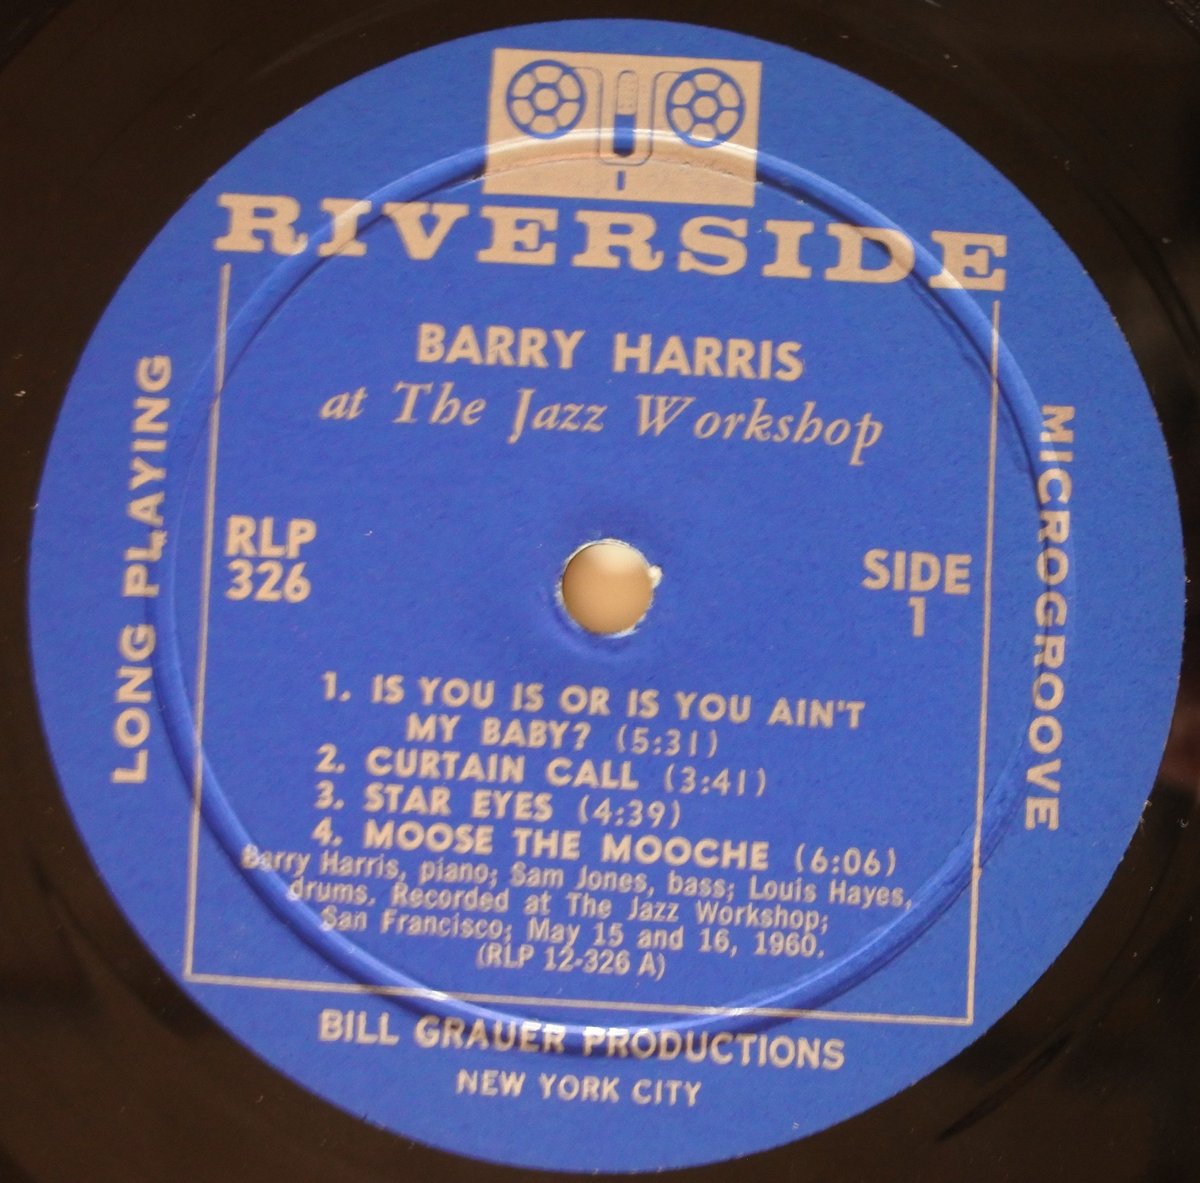 RIVERSIDE
BARRY HARRIS
at The Jazz Workshop
LONG PLAYING
MICROGROOVE
RLP
326
SIDE
1
1. IS YOU IS OR IS YOU AIN'T
MY BABY? (5:31)
2. CURTAIN CALL (3:41)
3. STAR EYES (4:39)
4. MOOSE THE MOOCHE (6:06)
Barry Harris, piano; Sam Jones, bass; Louis Hayes,
drums. Recorded at The Jazz Workshop;
San Francisco; May 15 and 16, 1960.
(RLP 12-326 A)
BILL GRAUER PRODUCTIONS
NEW YORK CITY